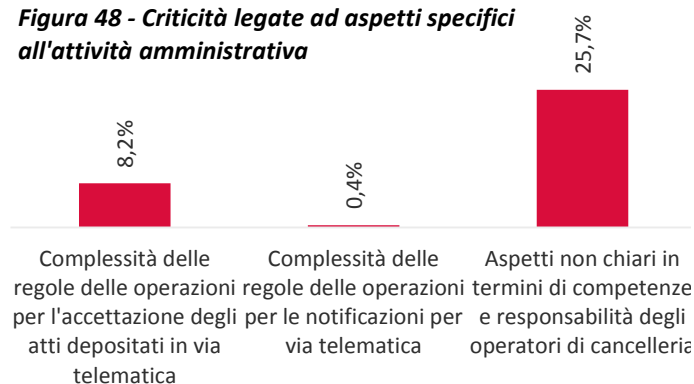 Figura 48 - Criticità legate ad aspetti specifici
all'attività amministrativa
8,2%
0,4%
25,7%
Complessità delle
regole delle operazioni
per l'accettazione degli
atti depositati in via
telematica
Complessità delle
regole delle operazioni
per le notificazioni per
via telematica
Aspetti non chiari in
termini di competenze
e responsabilità degli
operatori di cancelleria